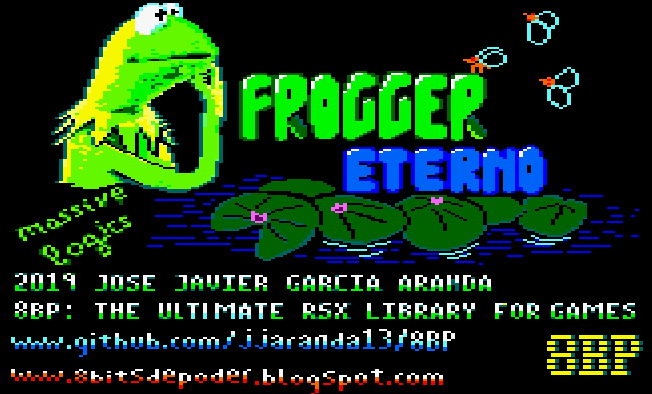 FROGGER
ETERNO
Massive
Logics
2019 JOSE JAVIER GARCIA ARANDA
8BP: THE ULTIMATE RSX LIBRARY FOR GAMES
www.github.com/jjaranda13/8BP
www.8bitsdepoder.blogspot.com
8BP